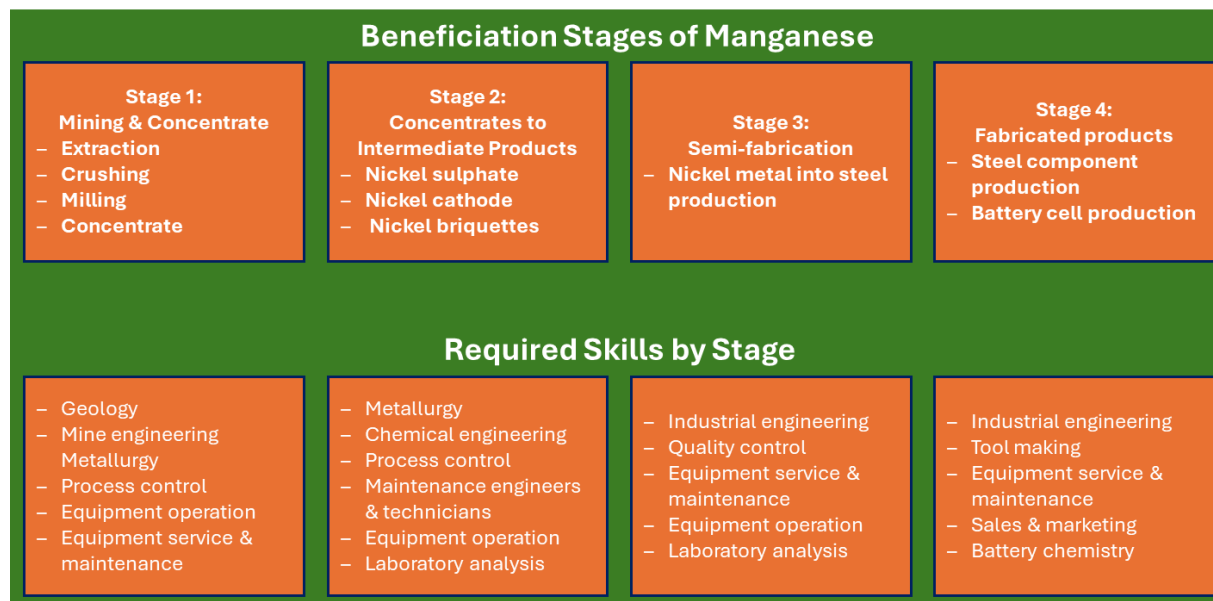 Beneficiation Stages of Manganese
Stage 1:
Mining & Concentrate
– Extraction
– Crushing
– Milling
– Concentrate
Stage 2:
Concentrates to
Intermediate Products
– Nickel sulphate
– Nickel cathode
– Nickel briquettes
Stage 3:
Semi-fabrication
– Nickel metal into steel
production
Stage 4:
Fabricated products
– Steel component
production
– Battery cell production
Required Skills by Stage
– Geology
– Mine engineering
Metallurgy
– Process control
– Equipment operation
– Equipment service &
maintenance
– Metallurgy
– Chemical engineering
– Process control
– Maintenance engineers
& technicians
– Equipment operation
– Laboratory analysis
– Industrial engineering
– Quality control
– Equipment service &
maintenance
– Equipment operation
– Laboratory analysis
– Industrial engineering
– Tool making
– Equipment service &
maintenance
– Sales & marketing
– Battery chemistry